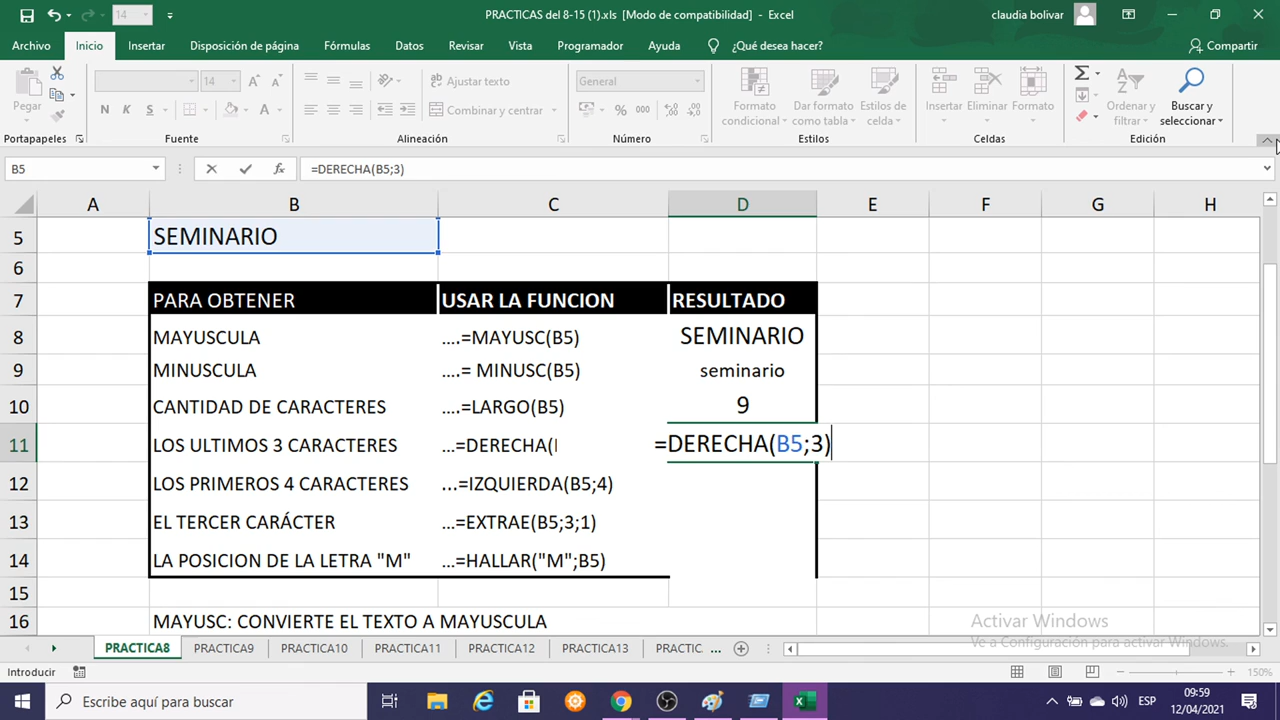 14
PRACTICAS del 8-15 (1).xls [Modo de compatibilidad] - Excel
claudia bolivar
Archivo Inicio Insertar Disposición de página Fórmulas Datos Revisar Vista Programador Ayuda ¿Qué desea hacer? Compartir
Pegar
14
Ajustar texto
Combinar y centrar
General
Formato condicional
Dar formato como tabla
Estilos de celda
Insertar
Ordenar y filtrar
Buscar y seleccionar
Portapapeles Fuente Alineación Número Estilos Celdas Edición
B5 =DERECHA(B5;3)
A B C D E F G H
5 SEMINARIO
6
7 PARA OBTENER USAR LA FUNCION RESULTADO
8 MAYUSCULA ....=MAYUSC(B5) SEMINARIO
9 MINUSCULA ....= MINUSC(B5) seminario
10 CANTIDAD DE CARACTERES ....=LARGO(B5) 9
11 LOS ULTIMOS 3 CARACTERES ...=DERECHA( =DERECHA(B5;3)
12 LOS PRIMEROS 4 CARACTERES ...=IZQUIERDA(B5;4)
13 EL TERCER CARÁCTER ...=EXTRAE(B5;3;1)
14 LA POSICION DE LA LETRA "M" ...=HALLAR("M";B5)
15
16 MAYUSC: CONVIERTE EL TEXTO A MAYUSCULA
Activar Windows
Ve a Configuración para activar Windows.
PRACTICA8 PRACTICA9 PRACTICA10 PRACTICA11 PRACTICA12 PRACTICA13 PRACTIC. ...
Introducir 150%
Escribe aquí para buscar
ESP
09:59
12/04/2021